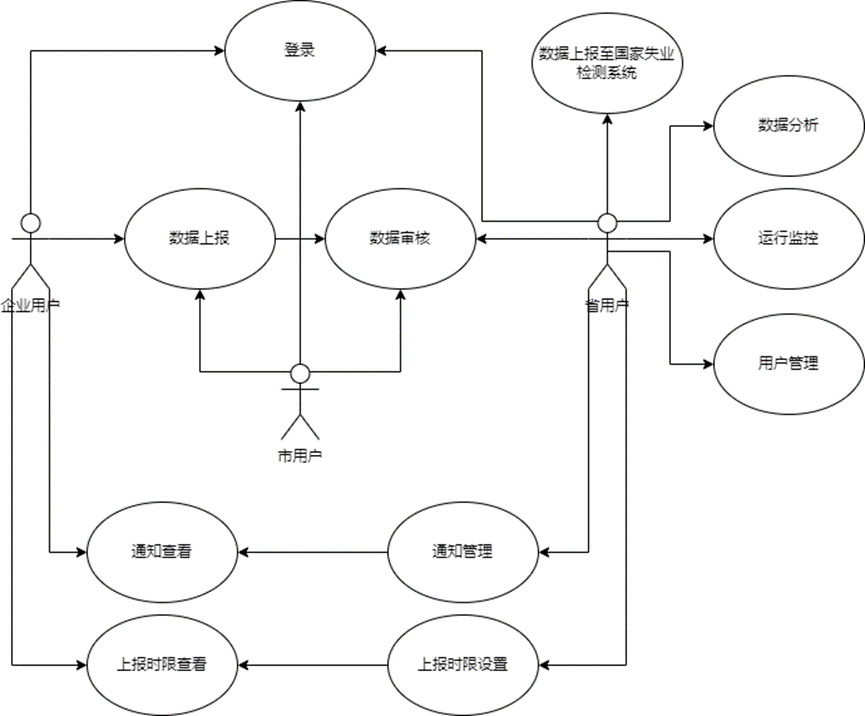 登录
数据上报至国家失业
检测系统
数据分析
数据上报
数据审核
运行监控
企业用户
省用户
用户管理
市用户
通知查看
通知管理
上报时限查看
上报时限设置